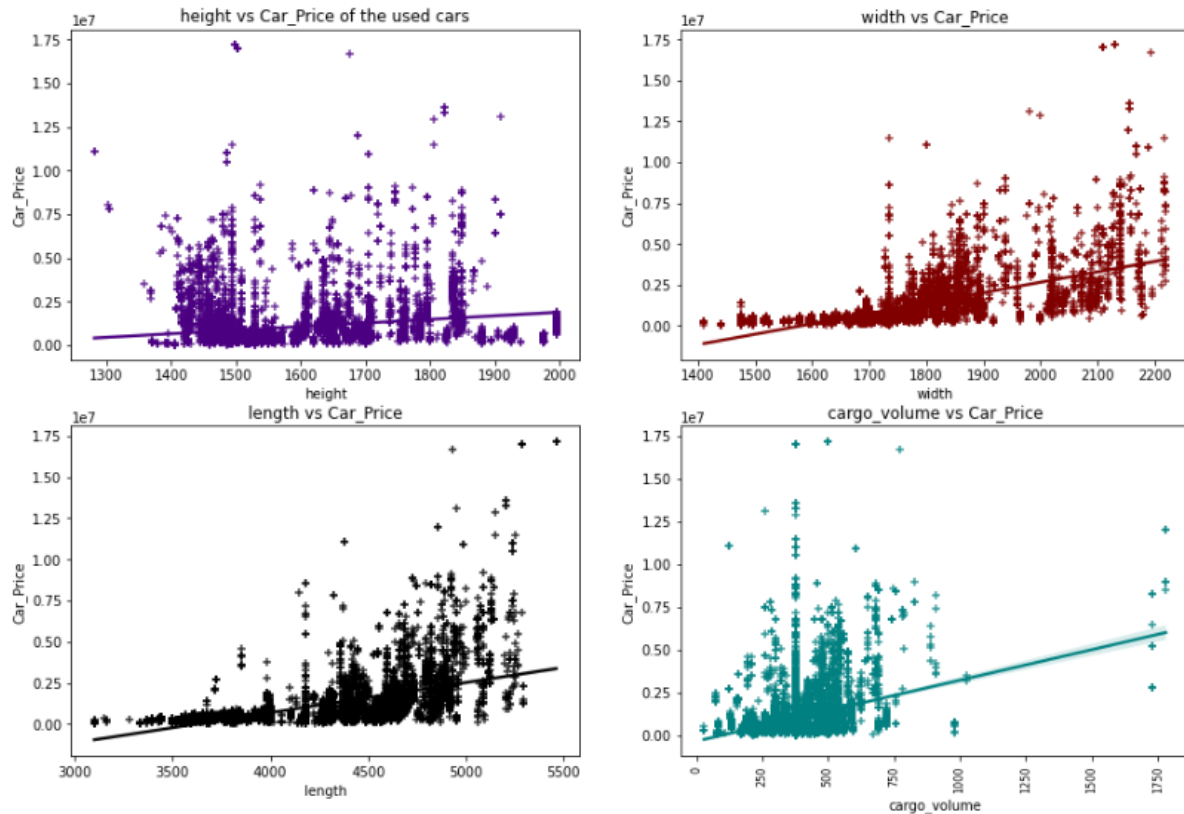 height vs Car_Price of the used cars
1e7
Car_Price
1.75
1.50
1.25
1.00
0.75
0.50
0.25
0.00
1300 1400 1500 1600 1700 1800 1900 2000
height
width vs Car_Price
1e7
Car_Price
1.75
1.50
1.25
1.00
0.75
0.50
0.25
0.00
1400 1500 1600 1700 1800 1900 2000 2100 2200
width
length vs Car_Price
1e7
Car_Price
1.75
1.50
1.25
1.00
0.75
0.50
0.25
0.00
3000 3500 4000 4500 5000 5500
length
cargo_volume vs Car_Price
1e7
Car_Price
1.75
1.50
1.25
1.00
0.75
0.50
0.25
0.00
0 250 500 750 1000 1250 1500 1750
cargo_volume